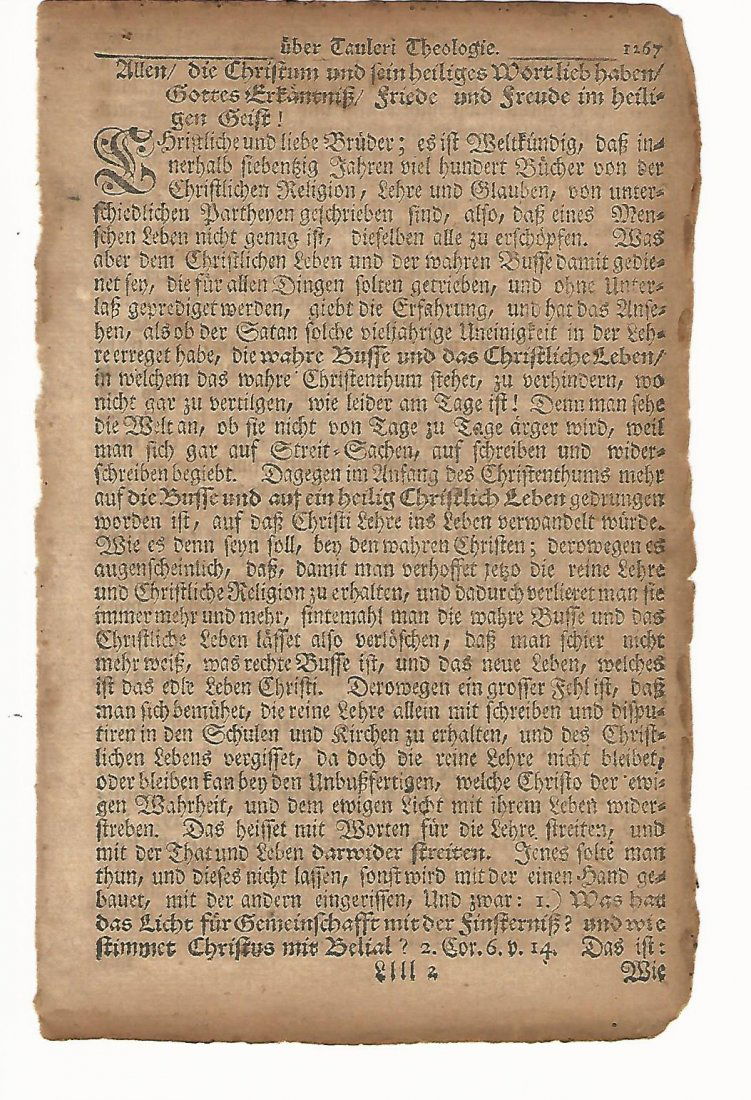 über Tauleri Theologie. 1267
Allen/ die Christum und sein heiliges Wort lieb haben/
Gottes Erkäntniß/ Friede und Freude im heili-
gen Geist!
CHristliche und liebe Brüder; es ist Weltkündig, daß in-
nerhalb siebentzig Jahren viel hundert Bücher von der
Christlichen Religion, Lehre und Glauben, von unter-
schiedlichen Partheyen geschrieben sind, also, daß eines Men-
schen Leben nicht genug ist, dieselben alle zu erschöpfen. Was
aber dem Christlichen Leben und der wahren Busse damit gedie-
net sey, die für allen Dingen solten getrieben, und ohne Unter-
laß geprediget werden, giebt die Erfahrung, und hat das Anse-
hen, als ob der Satan solche vieljährige Uneinigkeit in der Leh-
re erreget habe, die wahre Busse und das Christliche Leben/
in welchem das wahre Christenthum stehet, zu verhindern, wo
nicht gar zu vertilgen, wie leider am Tage ist! Denn man sehe
die Welt an, ob sie nicht von Tage zu Tage ärger wird, weil
man sich gar auf Streit-Sachen, auf schreiben und wider-
schreiben begiebt. Dagegen im Anfang des Christenthums mehr
auf die Busse und auf ein heilig Christlich Leben gedrungen
worden ist, auf daß Christi Lehre ins Leben verwandelt würde.
Wie es denn seyn soll, bey den wahren Christen; derowegen es
augenscheinlich, daß, damit man verhoffet jetzo die reine Lehre
und Christliche Religion zu erhalten, und dadurch verlieret man sie
immer mehr und mehr, sintemahl man die wahre Busse und das
Christliche Leben lässet also verlöschen, daß man schier nicht
mehr weiß, was rechte Busse ist, und das neue Leben, welches
ist das edle Leben Christi. Derowegen ein grosser Fehl ist, daß
man sich bemühet, die reine Lehre allein mit schreiben und dispu-
tiren in den Schulen und Kirchen zu erhalten, und des Christ-
lichen Lebens vergisset, da doch die reine Lehre nicht bleibet,
oder bleiben kan bey den Unbußfertigen, welche Christo der ewi-
gen Wahrheit, und dem ewigen Licht mit ihrem Leben wider-
streben. Das heisset mit Worten für die Lehre streiten, und
mit der That und Leben darwider streiten. Jenes solte man
thun, und dieses nicht lassen, sonst wird mit der einen Hand ge-
bauet, mit der andern eingerissen, Und zwar: 1.) Was hat
das Licht für Gemeinschafft mit der Finsterniß? und wie
stimmet Christus mit Belial? 2. Cor. 6. v. 14. Das ist:
Llll 2 Wie